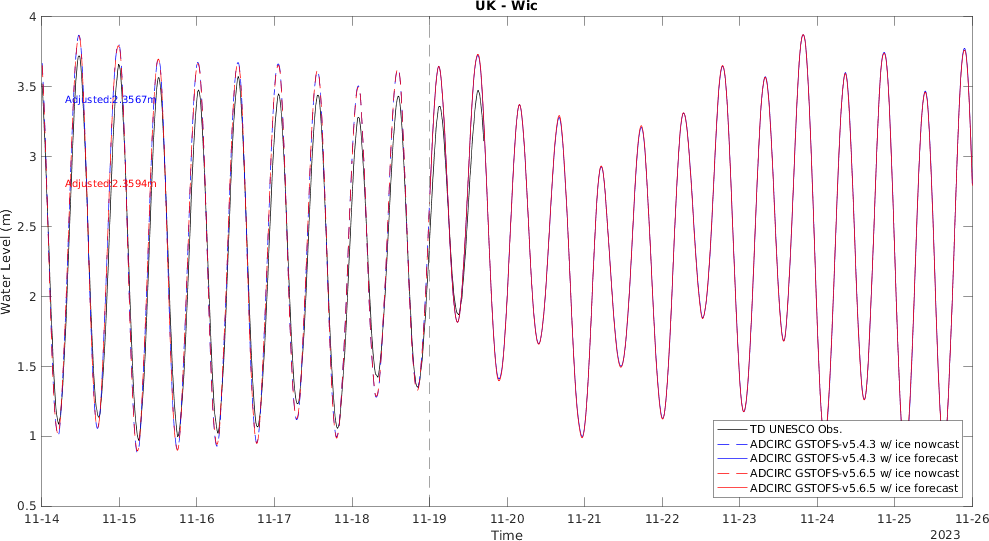 UK - Wic
4
3.5
3
2.5
2
1.5
1
0.5
Water Level (m)
Adjusted:2.3567m
Adjusted:2.3594m
TD UNESCO Obs.
ADCIRC GSTOFS-v5.4.3 w/ ice nowcast
ADCIRC GSTOFS-v5.4.3 w/ ice forecast
ADCIRC GSTOFS-v5.6.5 w/ ice nowcast
ADCIRC GSTOFS-v5.6.5 w/ ice forecast
11-14 11-15 11-16 11-17 11-18 11-19 11-20 11-21 11-22 11-23 11-24 11-25 11-26
Time
2023